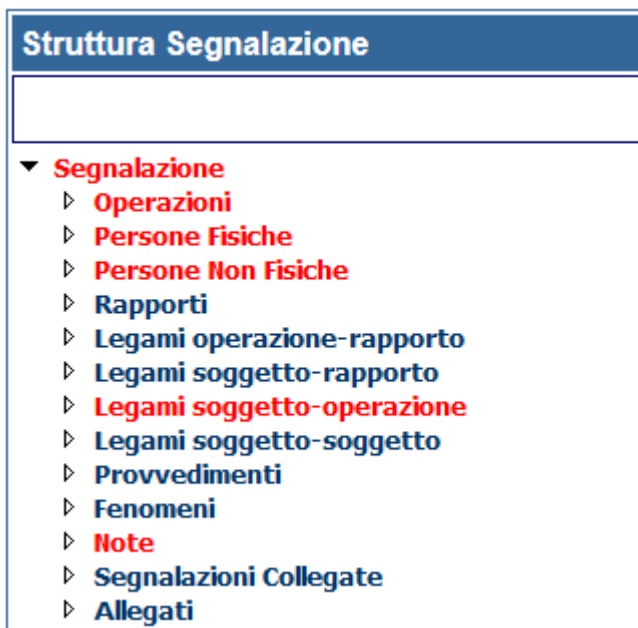 Struttura Segnalazione
Segnalazione
Operazioni
Persone Fisiche
Persone Non Fisiche
Rapporti
Legami operazione-rapporto
Legami soggetto-rapporto
Legami soggetto-operazione
Legami soggetto-soggetto
Provvedimenti
Fenomeni
Note
Segnalazioni Collegate
Allegati